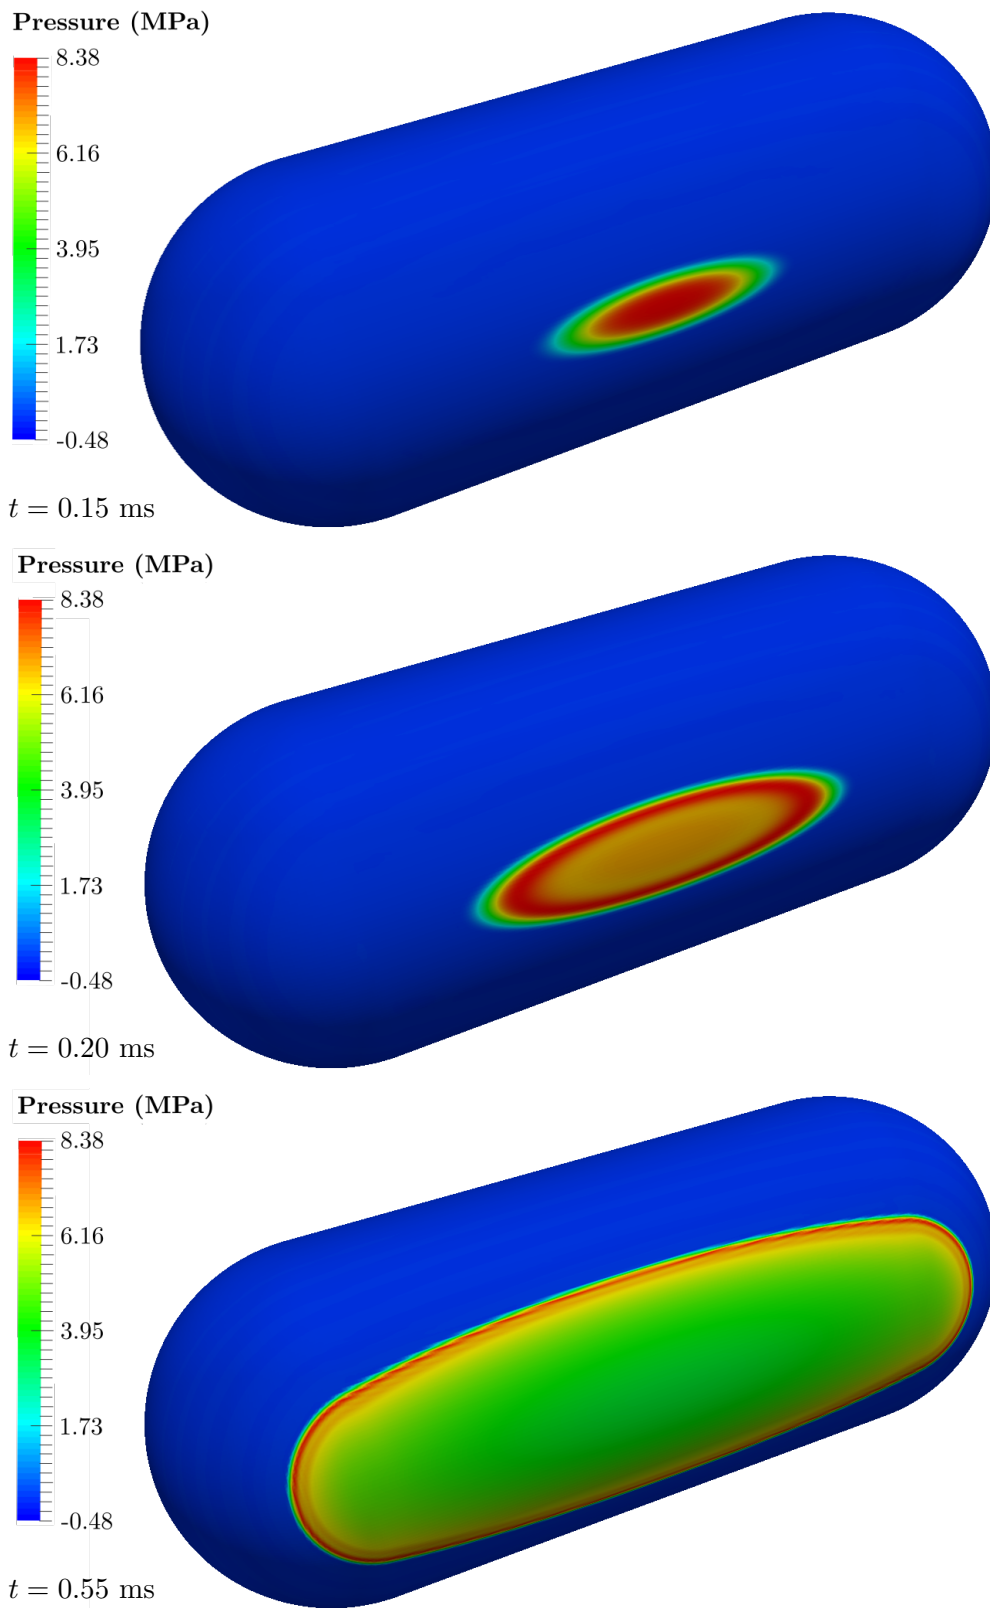 Pressure (MPa)
8.38
6.16
3.95
1.73
-0.48
t = 0.15 ms
Pressure (MPa)
8.38
6.16
3.95
1.73
-0.48
t = 0.20 ms
Pressure (MPa)
8.38
6.16
3.95
1.73
-0.48
t = 0.55 ms